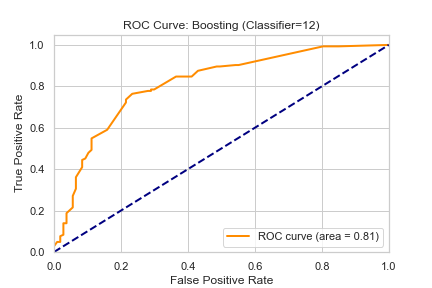 ROC Curve: Boosting (Classifier=12)
True Positive Rate
1.0
0.8
0.6
0.4
0.2
0.0
ROC curve (area = 0.81)
0.0 0.2 0.4 0.6 0.8 1.0
False Positive Rate